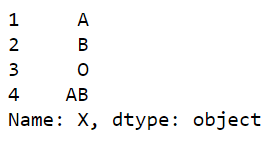 1     A
2     B
3     O
4    AB
Name: X, dtype: object